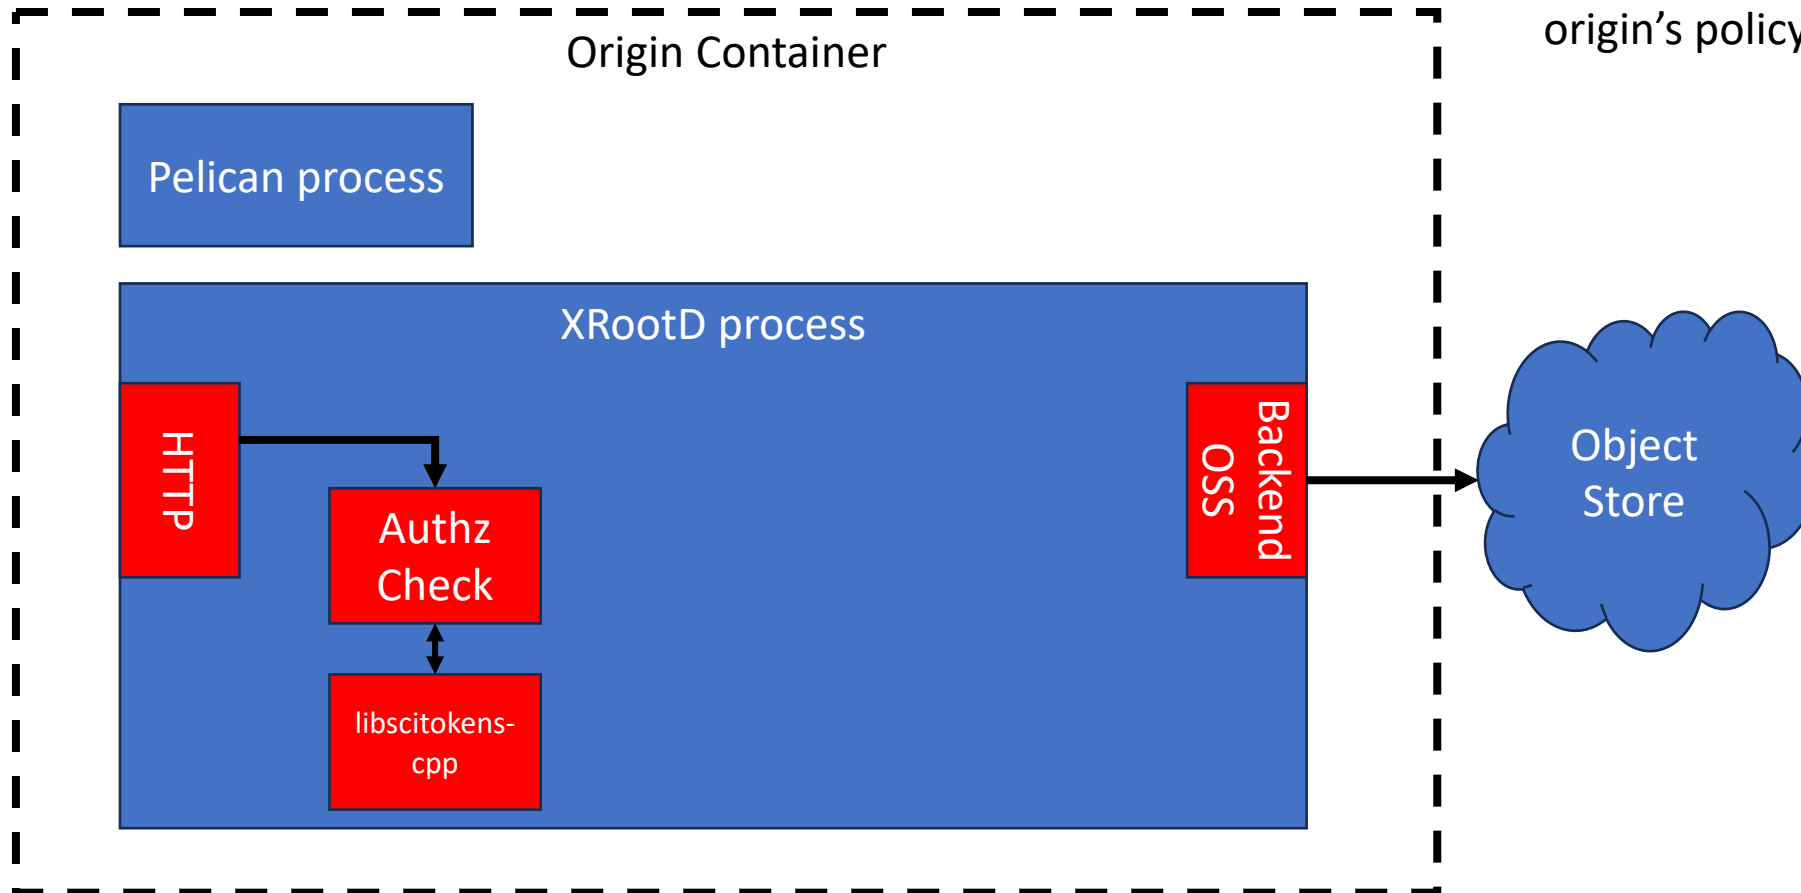 origin's policy
Origin Container
Pelican process
XRootD process
HTTP
Authz
Check
libscitokens-
cpp
Backend
OSS
Object
Store